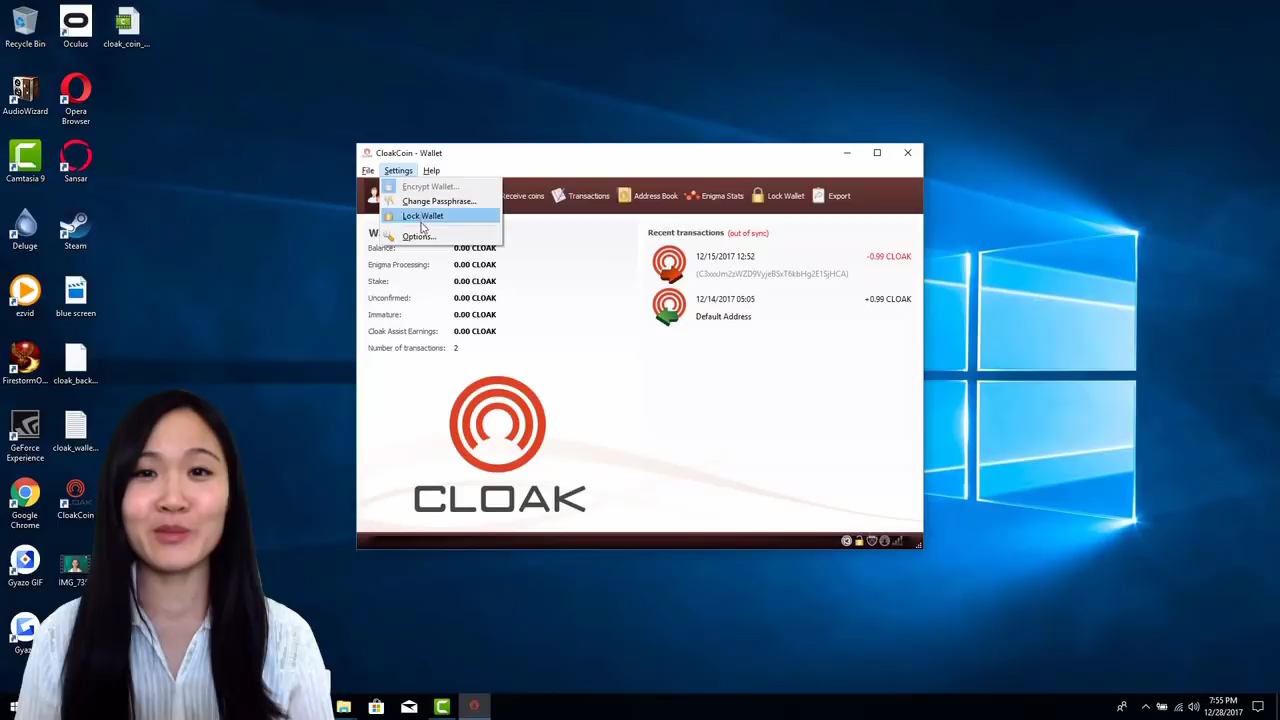 Recycle Bin
Oculus
cloak_coin_...
AudioWizard
Opera
Browser
Camtasia 9
Sansar
Deluge
Steam
ezvid
blue screen
FirestormO...
cloak_back...
GeForce
Experience
cloak_walle...
Google
Chrome
CloakCoin
Gyazo GIF
IMG_73
Gya
CloakCoin - Wallet
File
Settings
Help
Encrypt Wallet...
Change Passphrase...
Lock Wallet
Options...
eceive coins
Transactions
Address Book
Enigma Stats
Lock Wallet
Export
W
Balance:
0.00 CLOAK
Enigma Processing:
0.00 CLOAK
Stake:
0.00 CLOAK
Unconfirmed:
0.00 CLOAK
Immature:
0.00 CLOAK
Cloak Assist Earnings:
0.00 CLOAK
Number of transactions:
2
Recent transactions (out of sync)
12/15/2017 12:52
-0.99 CLOAK
12/14/2017 05:05
+0.99 CLOAK
Default Address
CLOAK
7:55 PM
12/28/2017